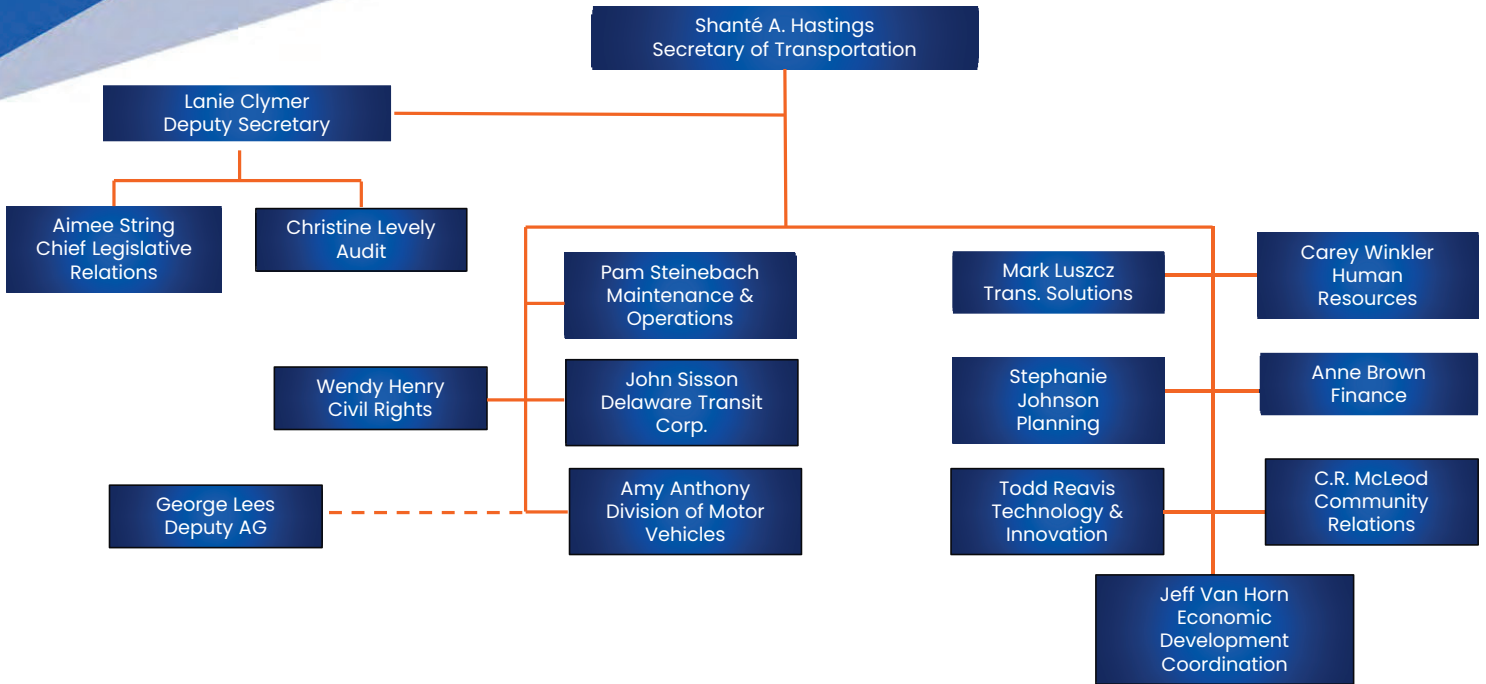 Shanté A. Hastings
Secretary of Transportation
Lanie Clymer
Deputy Secretary
Aimee String
Chief Legislative
Relations
Christine Levely
Audit
Pam Steinebach
Maintenance &
Operations
Wendy Henry
Civil Rights
John Sisson
Delaware Transit
Corp.
George Lees
Deputy AG
Amy Anthony
Division of Motor
Vehicles
Mark Luszcz
Trans. Solutions
Carey Winkler
Human
Resources
Stephanie
Johnson
Planning
Anne Brown
Finance
Todd Reavis
Technology &
Innovation
C.R. McLeod
Community
Relations
Jeff Van Horn
Economic
Development
Coordination